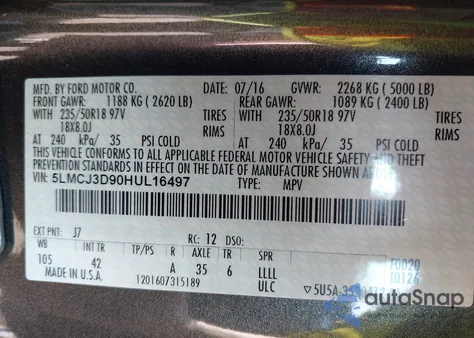 MFD. BY FORD MOTOR CO. DATE: 07/16 GVWR: 2268 KG ( 5000 LB)
FRONT GAWR: 1188 KG ( 2620 LB) REAR GAWR: 1089 KG ( 2400 LB)
WITH 235/50R18 97V TIRES WITH 235/50R18 97V TIRES
18X8.0J RIMS 18X8.0J RIMS
AT 240 kPa/ 35 PSI COLD AT 240 kPa/ 35 PSI COLD
THIS VEHICLE CONFORMS TO ALL APPLICABLE FEDERAL MOTOR VEHICLE SAFETY AND THEFT
PREVENTION STANDARDS IN EFFECT ON THE DATE OF MANUFACTURE SHOWN ABOVE.
VIN: 5LMCJ3D90HUL16497 TYPE: MPV
EXT PNT: J7 RC: 12 DSO:
WB INT TR TP/PS R AXLE TR SPR
105 42 A 35 6 LLLL F0020
MADE IN U.S.A. ULC T0126
1201607315189 5U5A
autoSnap